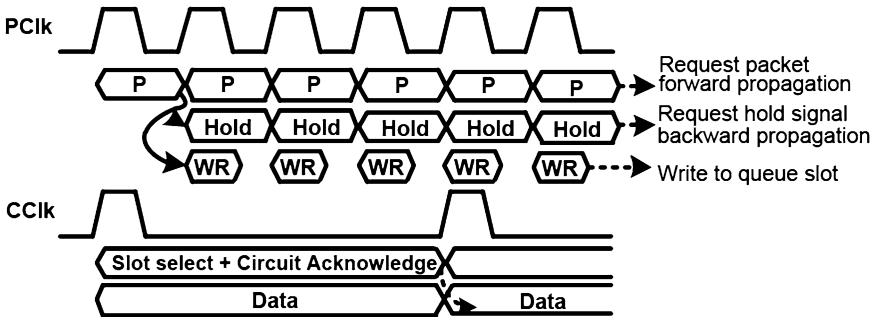 PClk
P P P P P P
Request packet
forward propagation
Hold Hold Hold Hold Hold
Request hold signal
backward propagation
WR WR WR WR WR
Write to queue slot
CClk
Slot select + Circuit Acknowledge
Data Data